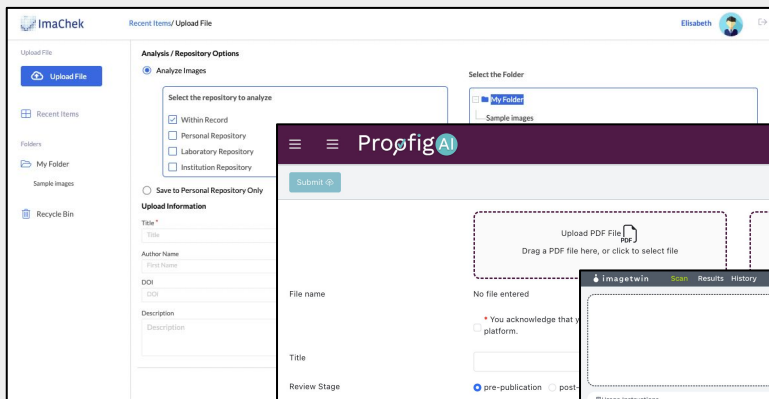 ImaChek
Recent Items/ Upload File
Elisabeth
Upload File
Upload File
Recent Items
Folders
My Folder
Sample images
Recycle Bin
Analysis / Repository Options
Analyze Images
Select the repository to analyze
Within Record
Personal Repository
Laboratory Repository
Institution Repository
Save to Personal Repository Only
Upload Information
Title *
Title
Author Name
First Name
DOI
DOI
Description
Description
Select the Folder
My Folder
Sample images
Proofig AI
Submit
Upload PDF File
PDF
Drag a PDF file here, or click to select file
File name
No file entered
* You acknowledge that y
platform.
Title
Review Stage
pre-publication
post-
imagetwin
Scan
Results
History